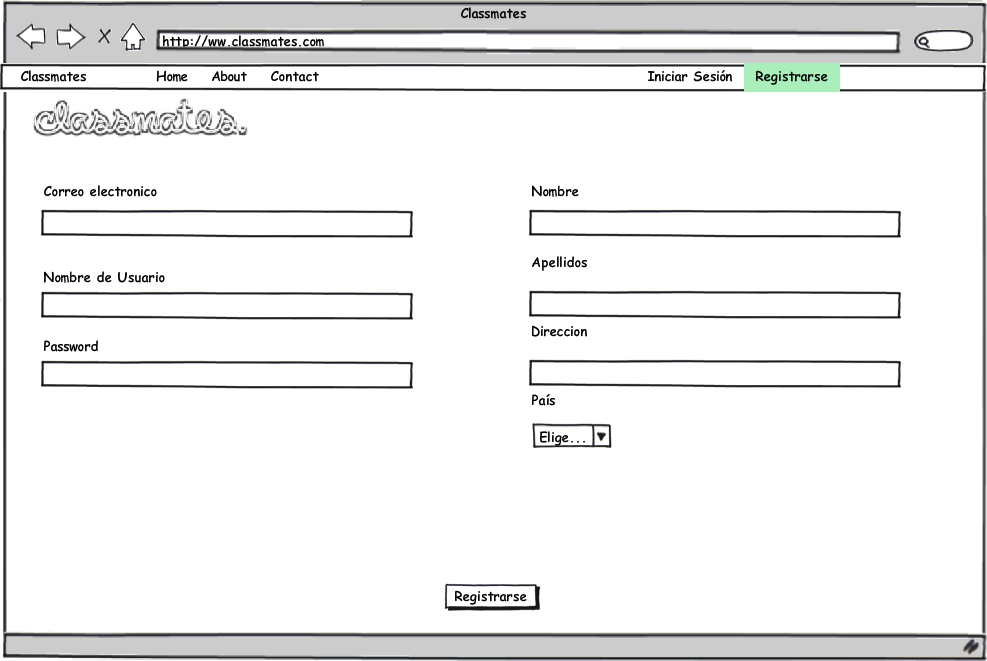 Classmates
http://ww.classmates.com
Classmates Home About Contact Iniciar Sesión Registrarse
classmates.
Correo electronico
Nombre de Usuario
Password
Nombre
Apellidos
Direccion
País
Elige...
Registrarse